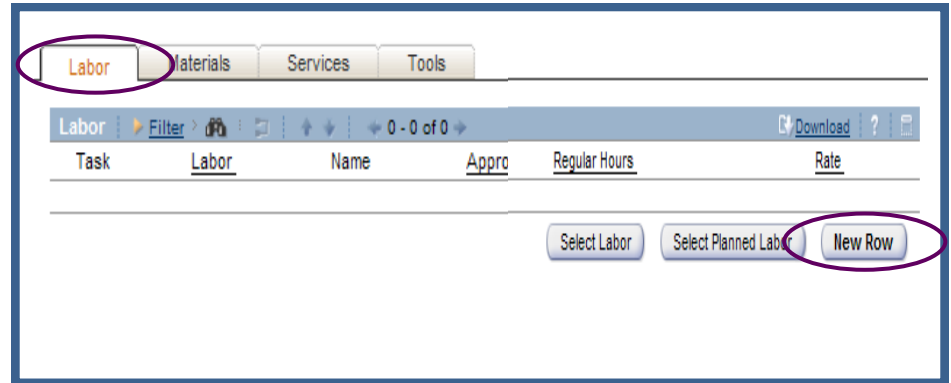 Labor Materials Services Tools
Labor Filter 0 - 0 of 0 Download ?
Task Labor Name Appro Regular Hours Rate
Select Labor Select Planned Labor New Row